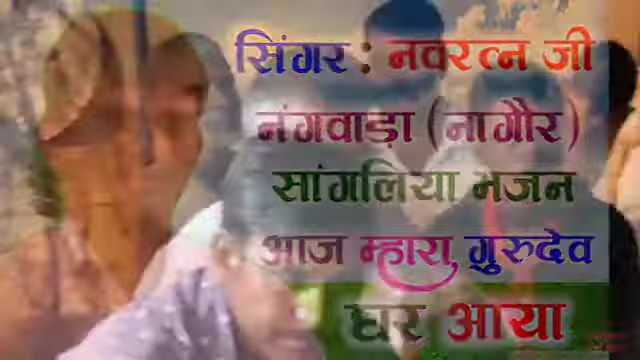 सिंगर : नवरत्न जी
नंगवाड़ा (नागौर)
सांगलिया भजन
आज म्हारा गुरुदेव
घर आया